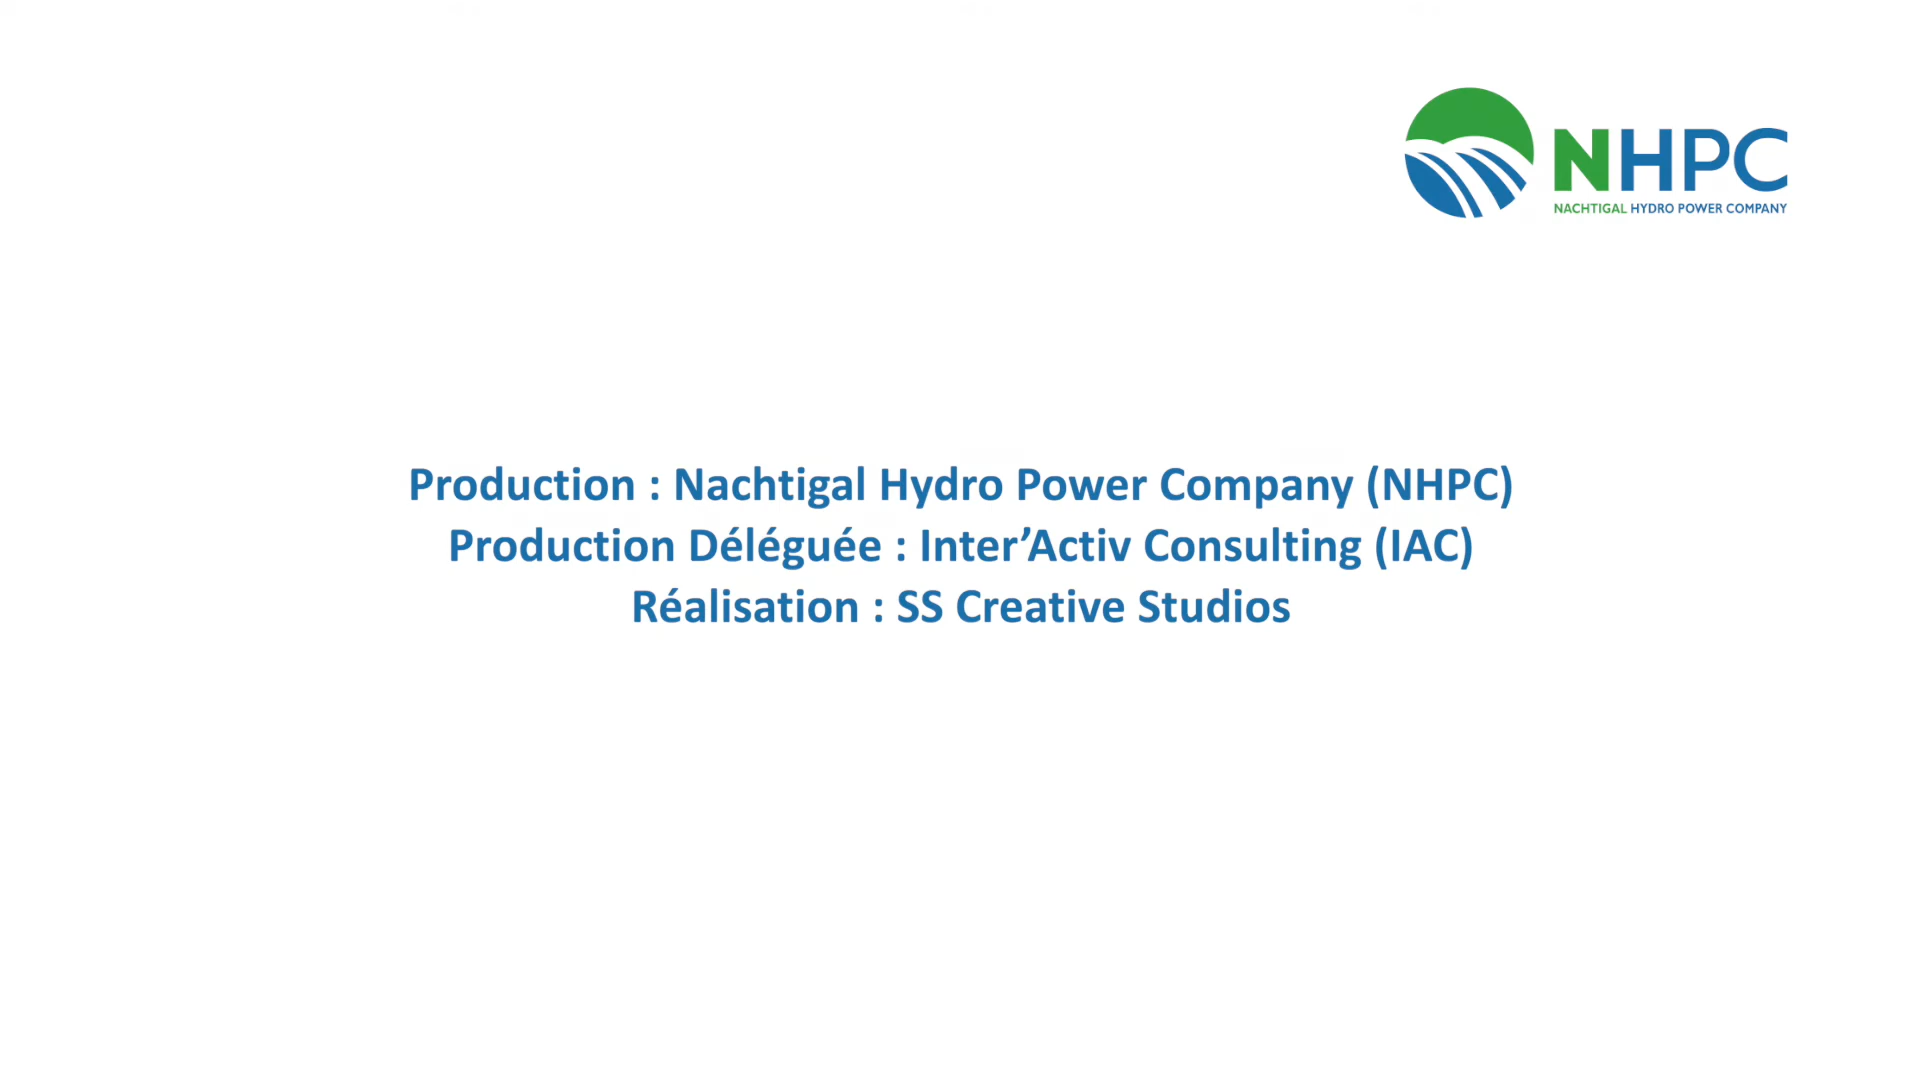 NHPC
NACHTIGAL HYDRO POWER COMPANY
Production : Nachtigal Hydro Power Company (NHPC)
Production Déléguée : Inter’Activ Consulting (IAC)
Réalisation : SS Creative Studios